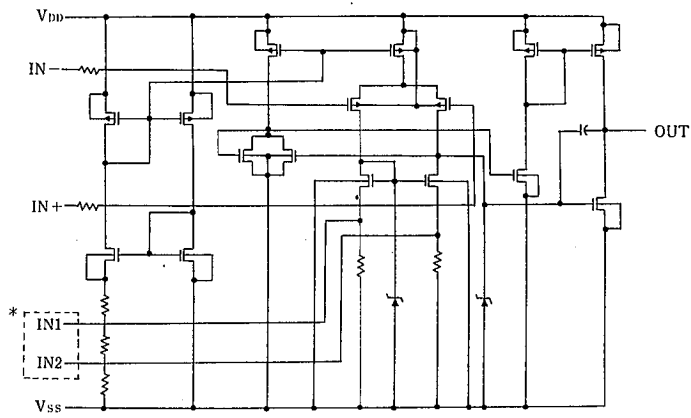 VDD
IN−
IN+
OUT
*
IN1
IN2
VSS